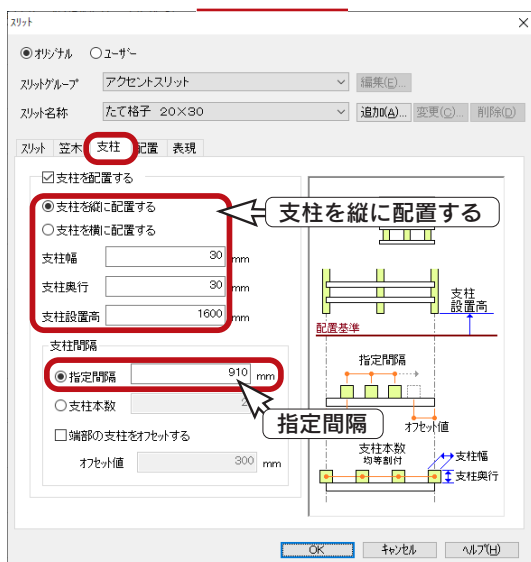 スリット
オリジナル ユーザー
スリットグループ アクセントスリット 編集(E)...
スリット名称 たて格子 20×30 追加(A)... 変更(C)... 削除(D)
スリット 笠木 支柱 配置 表現
支柱を配置する
支柱を縦に配置する
支柱を縦に配置する
支柱を横に配置する
支柱幅 30 mm
支柱奥行 30 mm
支柱設置高 1600 mm
支柱間隔
指定間隔 910 mm
支柱本数
指定間隔
端部の支柱をオフセットする
オフセット値 300 mm
支柱
設置高
配置基準
指定間隔
オフセット値
支柱本数
均等割付
支柱幅
支柱奥行
OK キャンセル ヘルプ(H)